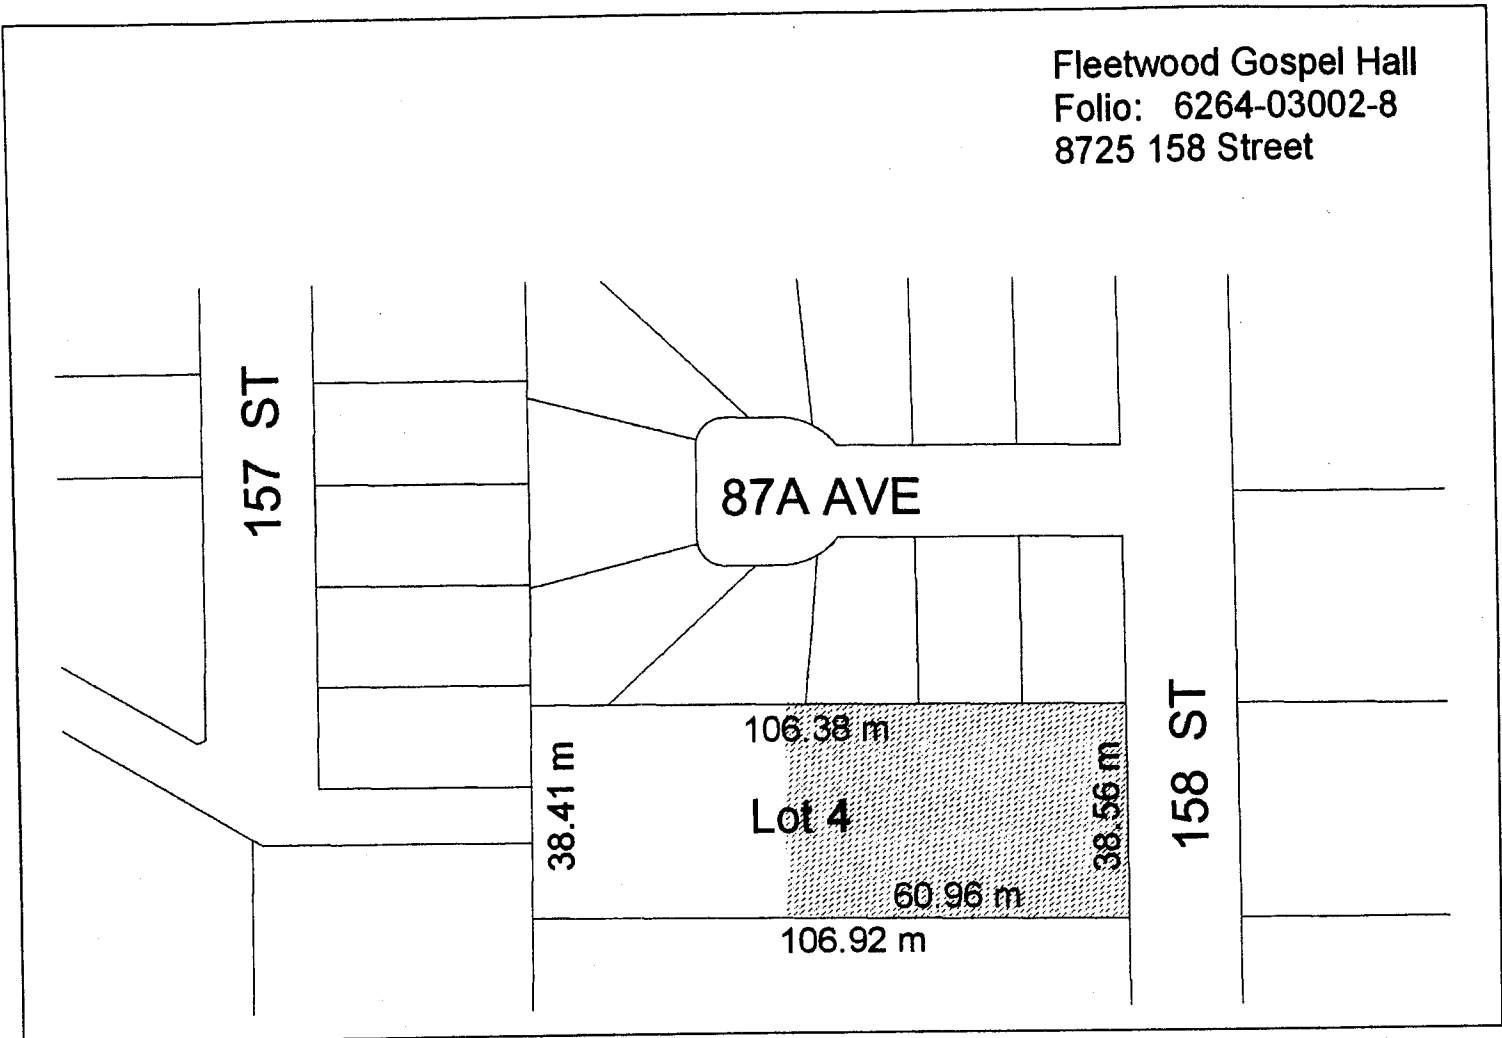 Fleetwood Gospel Hall
Folio: 6264-03002-8
8725 158 Street
157 ST
87A AVE
158 ST
106.38 m
38.41 m
Lot 4
38.56 m
60.96 m
106.92 m